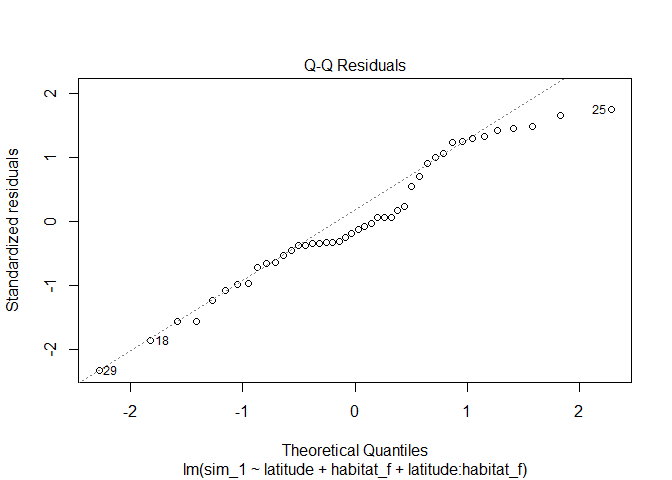 Q-Q Residuals
Standardized residuals
2
1
0
-1
-2
25
18
29
-2 -1 0 1 2
Theoretical Quantiles
lm(sim_1 ~ latitude + habitat_f + latitude:habitat_f)